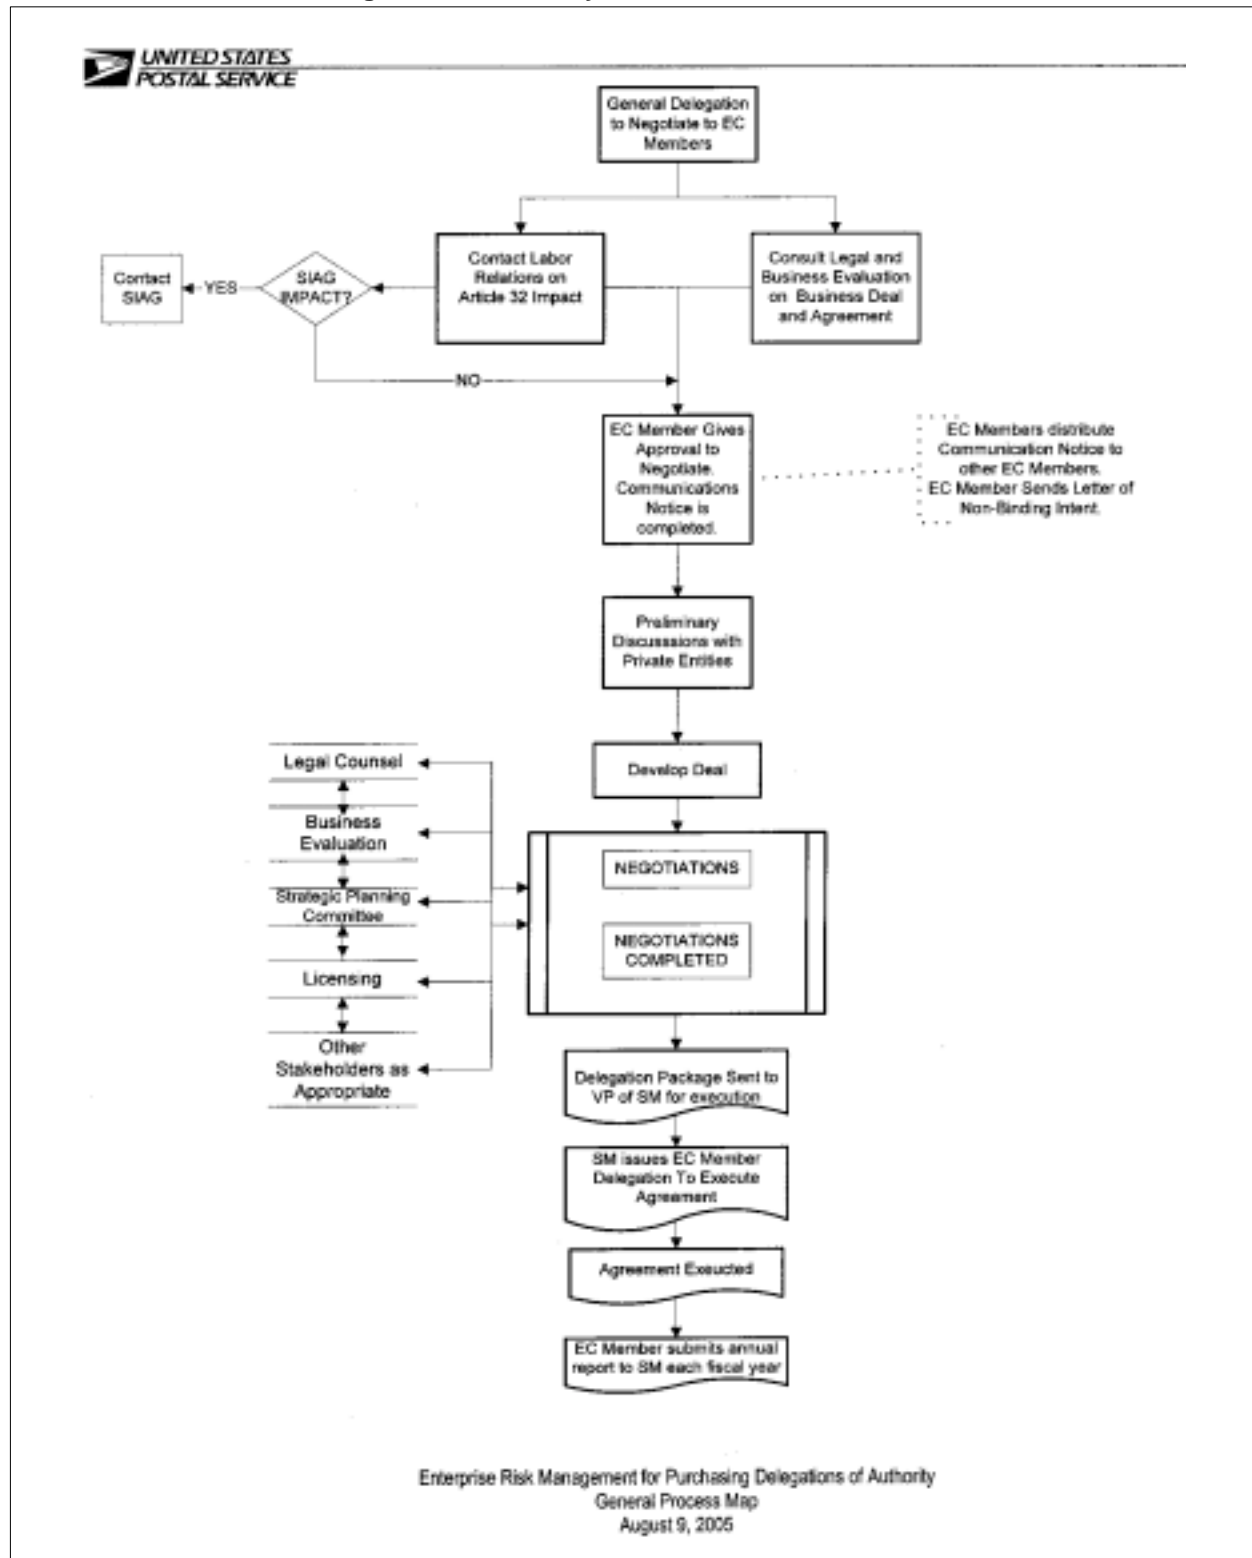 UNITED STATES
POSTAL SERVICE
General Delegation
to Negotiate to EC
Members
Contact
SIAG
YES
SIAG
IMPACT?
Contact Labor
Relations on
Article 32 Impact
Consult Legal and
Business Evaluation
on Business Deal
and Agreement
NO
EC Member Gives
Approval to
Negotiate.
Communications
Notice is
completed.
EC Members distribute
Communication Notice to
other EC Members.
EC Member Sends Letter of
Non-Binding Intent.
Preliminary
Discusssions with
Private Entities
Develop Deal
Legal Counsel
Business
Evaluation
Strategic Planning
Committee
Licensing
Other
Stakeholders as
Appropriate
NEGOTIATIONS
NEGOTIATIONS
COMPLETED
Delegation Package Sent to
VP of SM for execution
SM issues EC Member
Delegation To Execute
Agreement
Agreement Exeucted
EC Member submits annual
report to SM each fiscal year
Enterprise Risk Management for Purchasing Delegations of Authority
General Process Map
August 9, 2005